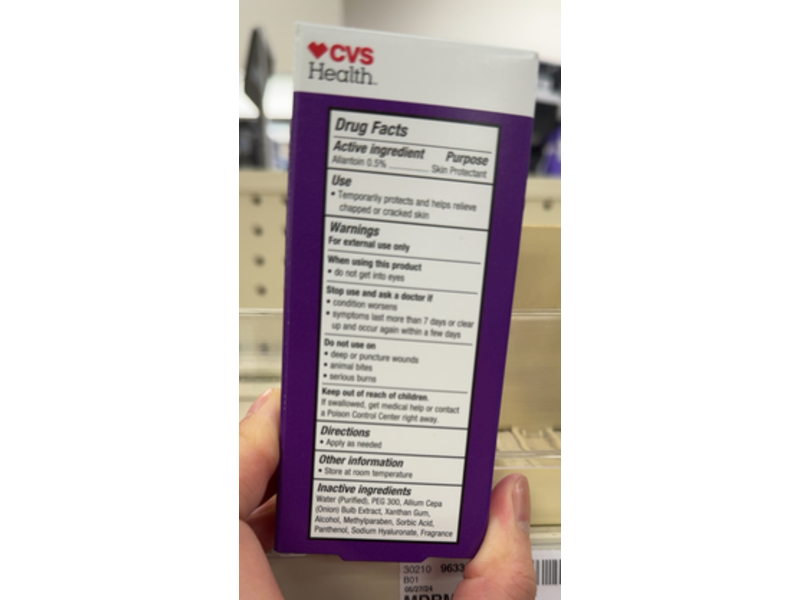 CVS
Health.
Drug Facts
Active ingredient Purpose
Allantoin 0.5% .............. Skin Protectant
Use
• Temporarily protects and helps relieve
chapped or cracked skin
Warnings
For external use only
When using this product
• do not get into eyes
Stop use and ask a doctor if
• condition worsens
• symptoms last more than 7 days or clear
up and occur again within a few days
Do not use on
• deep or puncture wounds
• animal bites
• serious burns
Keep out of reach of children.
If swallowed, get medical help or contact
a Poison Control Center right away.
Directions
• Apply as needed
Other information
• Store at room temperature
Inactive ingredients
Water (Purified), PEG 300, Allium Cepa
(Onion) Bulb Extract, Xanthan Gum,
Alcohol, Methylparaben, Sorbic Acid,
Panthenol, Sodium Hyaluronate, Fragrance
30210 9633
B01